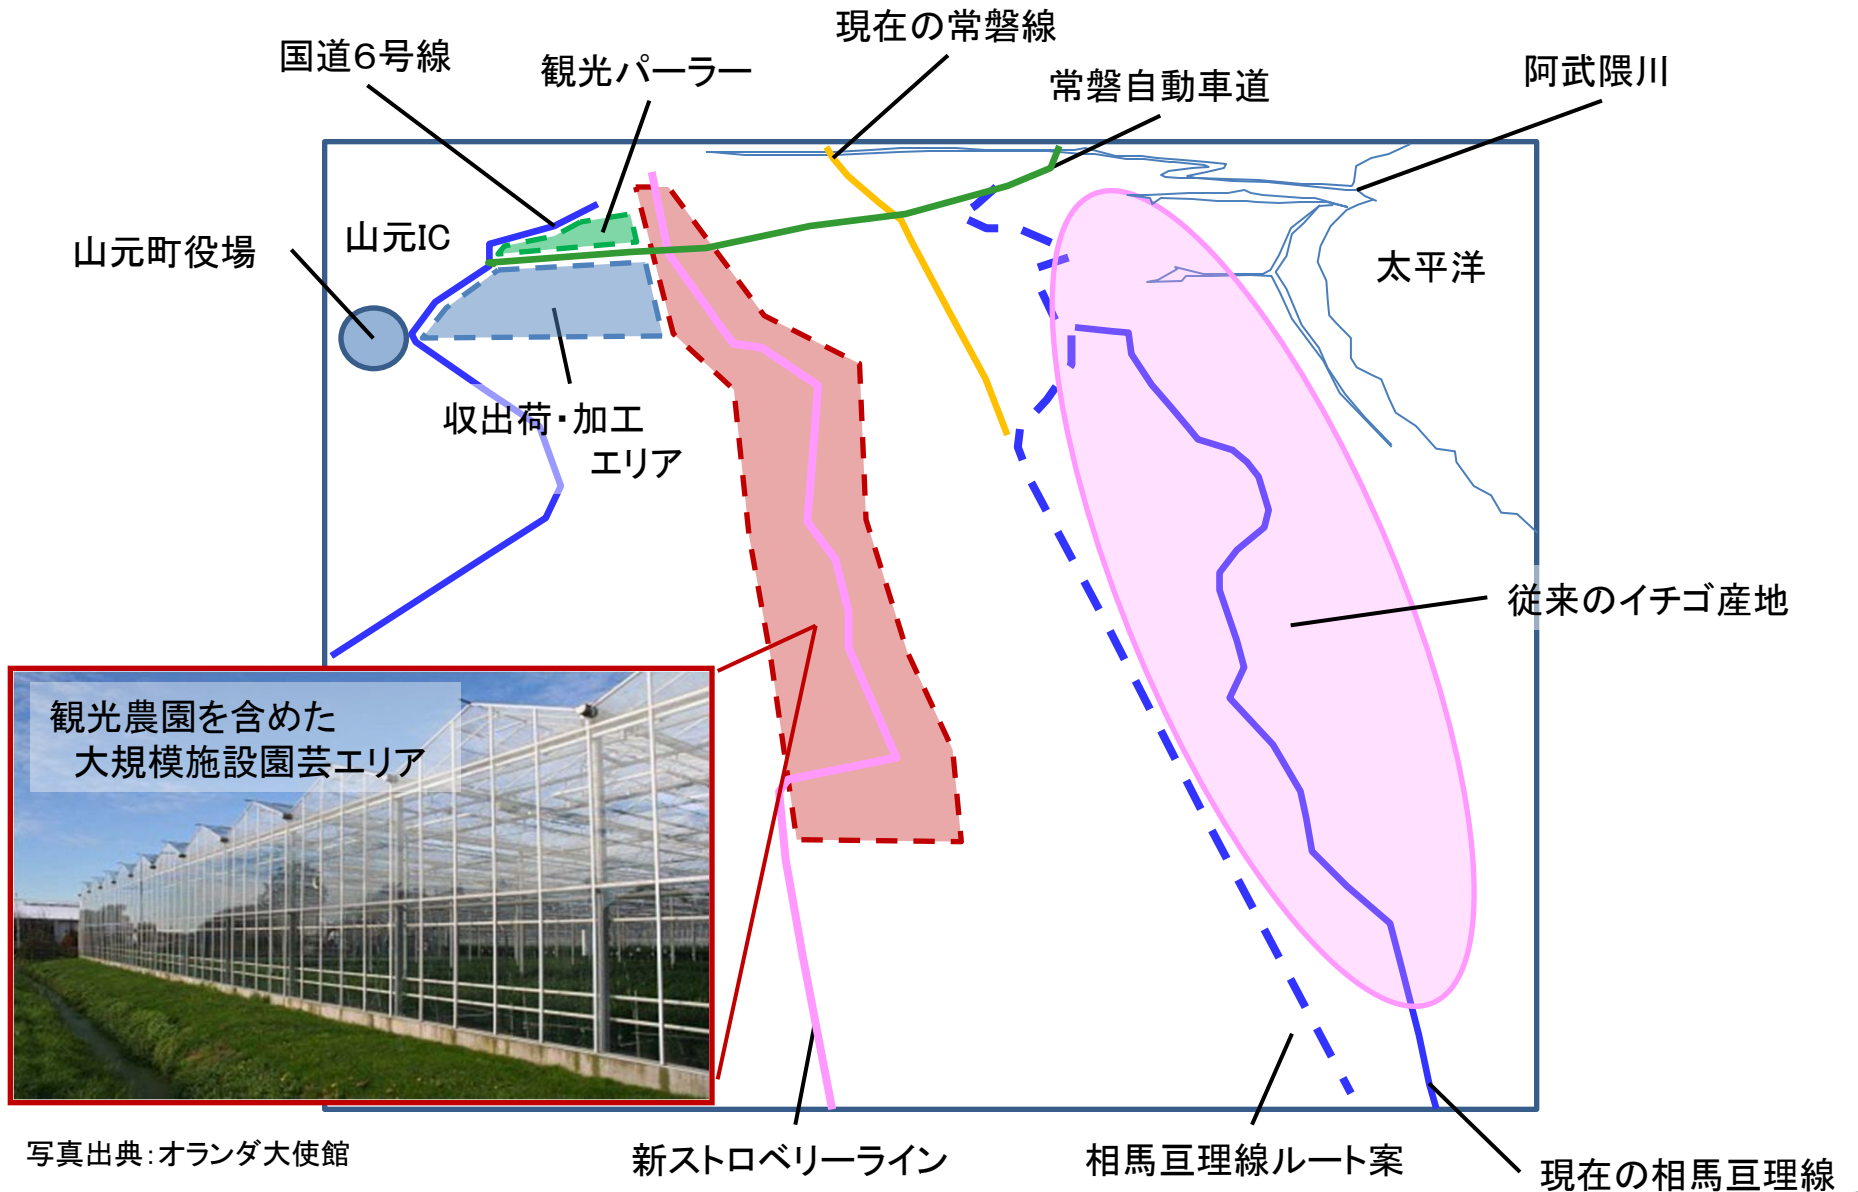 現在の常磐線
国道6号線
観光パーラー
常磐自動車道
阿武隈川
山元町役場
山元IC
太平洋
収出荷・加工
エリア
従来のイチゴ産地
観光農園を含めた
大規模施設園芸エリア
写真出典:オランダ大使館
新ストロベリーライン
相馬亘理線ルート案
現在の相馬亘理線